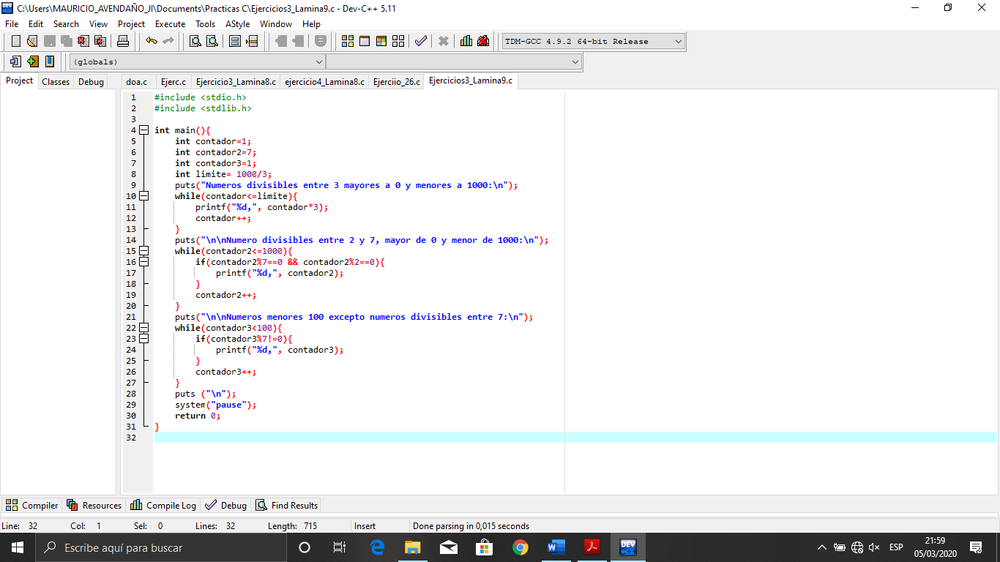 C:\Users\MAURICIO_AVENDAÑO_JI\Documents\Practicas C\Ejercicios3_Lamina9.c - Dev-C++ 5.11
File Edit Search View Project Execute Tools AStyle Window Help
TDM-GCC 4.9.2 64-bit Release
(globals)
Project Classes Debug
doa.c Ejerc.c Ejercicio3_Lamina8.c ejercicio4_Lamina8.c Ejerciio_26.c Ejercicios3_Lamina9.c
1 #include <stdio.h>
2 #include <stdlib.h>
3
4 int main(){
5     int contador=1;
6     int contador2=7;
7     int contador3=1;
8     int limite= 1000/3;
9     puts("Numeros divisibles entre 3 mayores a 0 y menores a 1000:\n");
10     while(contador<=limite){
11         printf("%d,", contador*3);
12         contador++;
13     }
14     puts("\n\nNumero divisibles entre 2 y 7, mayor de 0 y menor de 1000:\n");
15     while(contador2<=1000){
16         if(contador2%7==0 && contador2%2==0){
17             printf("%d,", contador2);
18         }
19         contador2++;
20     }
21     puts("\n\nNumeros menores 100 excepto numeros divisibles entre 7:\n");
22     while(contador3<100){
23         if(contador3%7!=0){
24             printf("%d,", contador3);
25         }
26         contador3++;
27     }
28     puts ("\n");
29     system("pause");
30     return 0;
31 }
32
Compiler Resources Compile Log Debug Find Results
Line: 32 Col: 1 Sel: 0 Lines: 32 Length: 715 Insert Done parsing in 0,015 seconds
Escribe aquí para buscar
ESP
21:59
05/03/2020